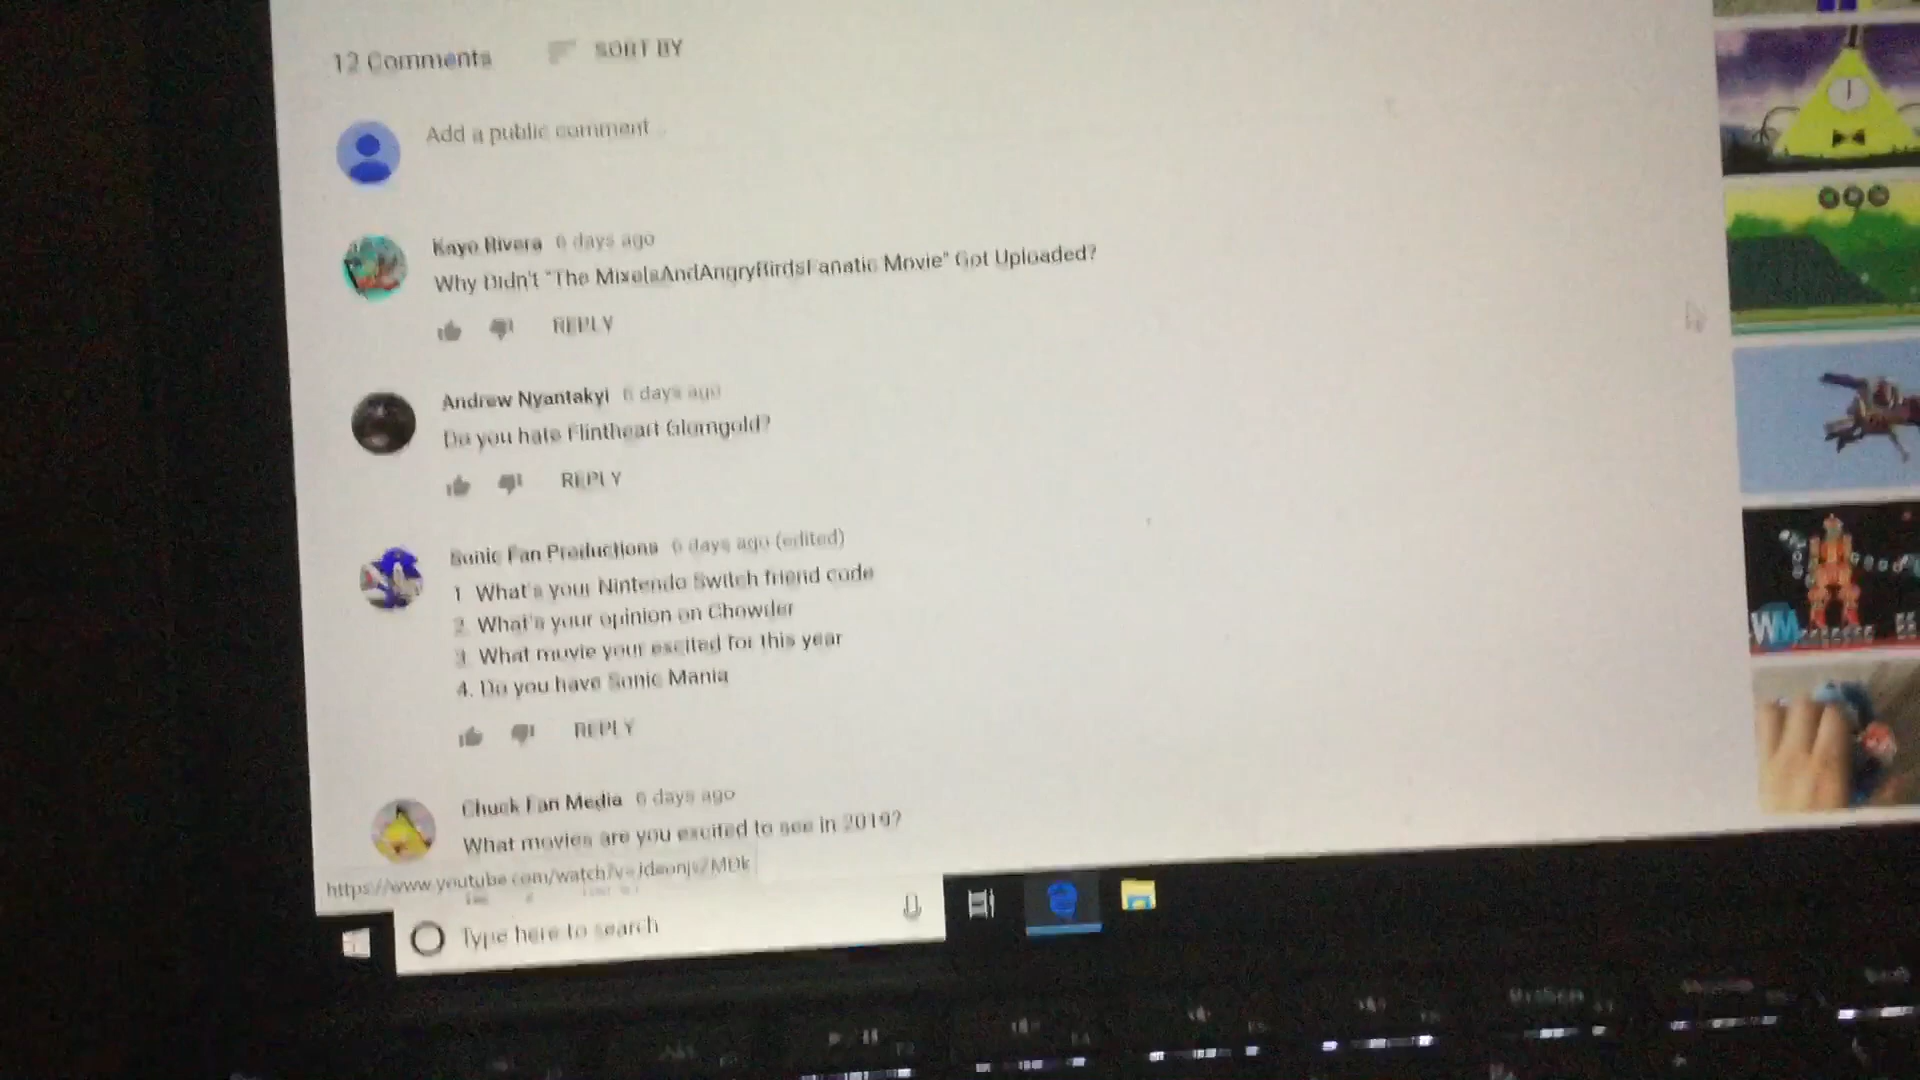 12 Comments SORT BY
Add a public comment...
Kayo Rivera 6 days ago
Why Didn't "The MixelsAndAngryBirdsFanatic Movie" Got Uploaded?
REPLY
Andrew Nyantakyi 6 days ago
Do you hate Flintheart Glomgold?
REPLY
Sonic Fan Productions 6 days ago (edited)
1. What's your Nintendo Switch friend code
2. What's your opinion on Chowder
3. What movie your excited for this year
4. Do you have Sonic Mania
REPLY
Chuck Fan Media 6 days ago
What movies are you excited to see in 2019?
Type here to search
WM